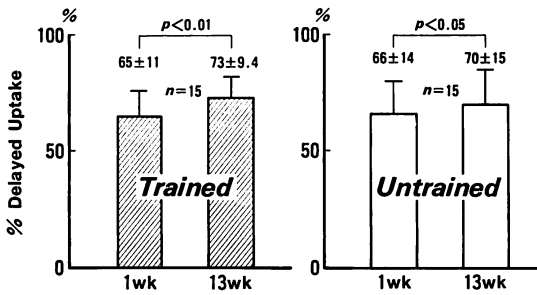 %
p<0.01
100
65±11
73±9.4
n=15
50
0
% Delayed Uptake
Trained
1wk
13wk
%
p<0.05
100
66±14
70±15
n=15
50
0
Untrained
1wk
13wk